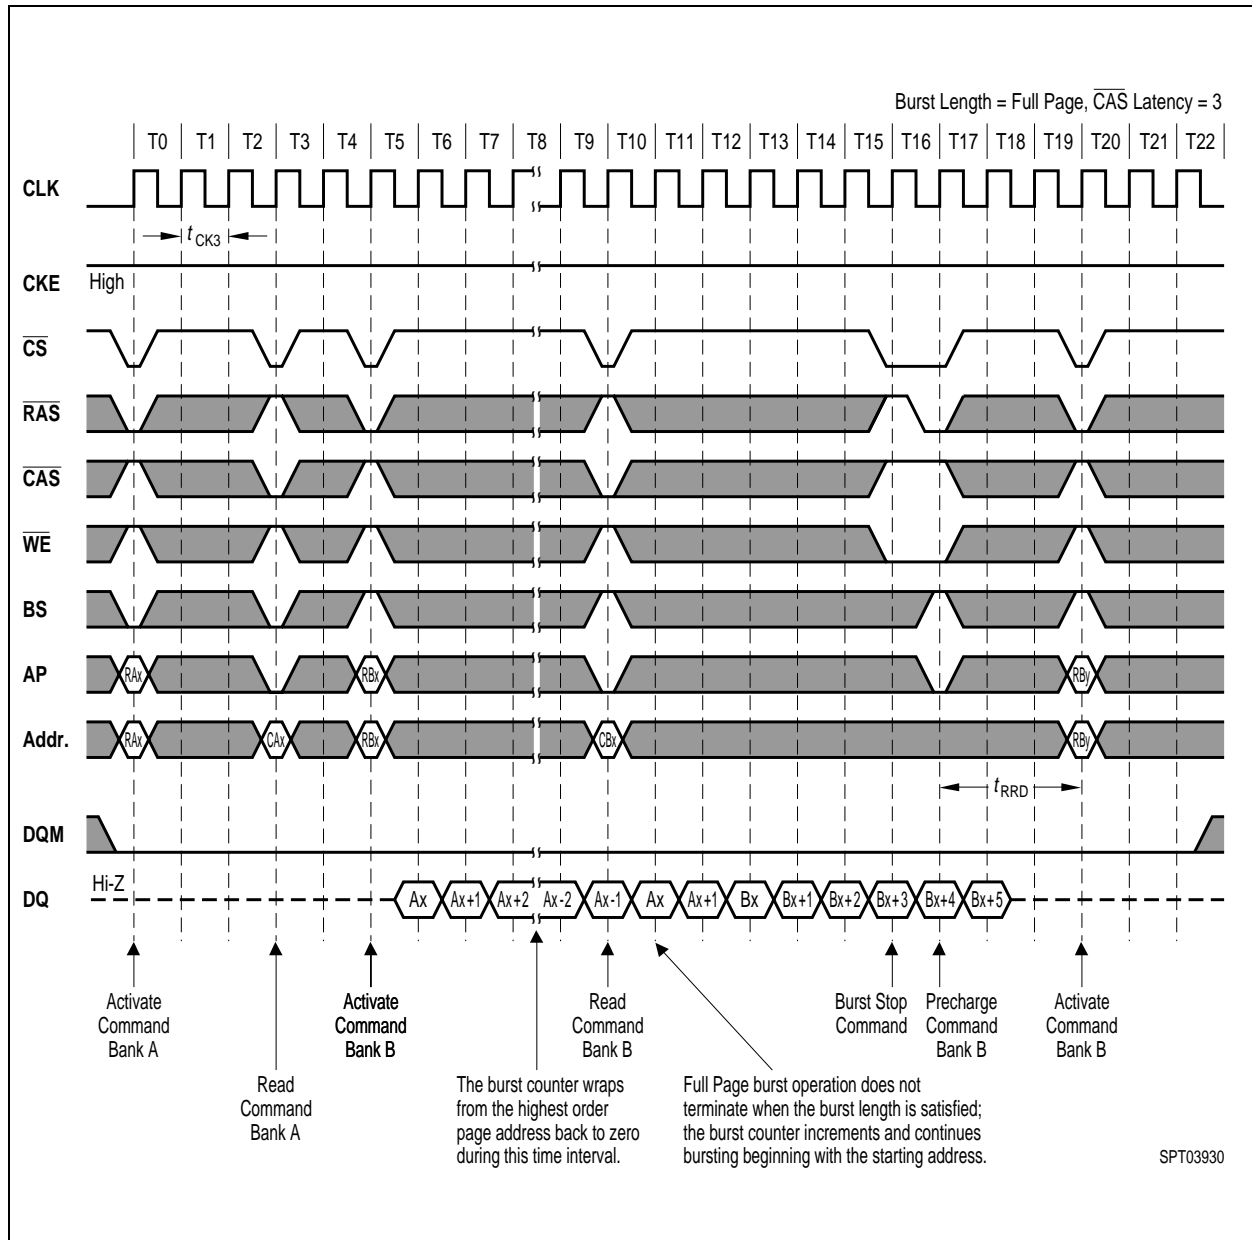 Burst Length = Full Page, CAS Latency = 3
T0 T1 T2 T3 T4 T5 T6 T7 T8 T9 T10 T11 T12 T13 T14 T15 T16 T17 T18 T19 T20 T21 T22
CLK
t CK3
CKE High
CS
RAS
CAS
WE
BS
AP RAx RBx RBy
Addr. RAx CAx RBx CBx RBy
t RRD
DQM
Hi-Z
DQ Ax Ax+1 Ax+2 Ax-2 Ax-1 Ax Ax+1 Bx Bx+1 Bx+2 Bx+3 Bx+4 Bx+5
Activate
Command
Bank A
Read
Command
Bank A
Activate
Command
Bank B
The burst counter wraps
from the highest order
page address back to zero
during this time interval.
Read
Command
Bank B
Full Page burst operation does not
terminate when the burst length is satisfied;
the burst counter increments and continues
bursting beginning with the starting address.
Burst Stop
Command
Precharge
Command
Bank B
Activate
Command
Bank B
SPT03930